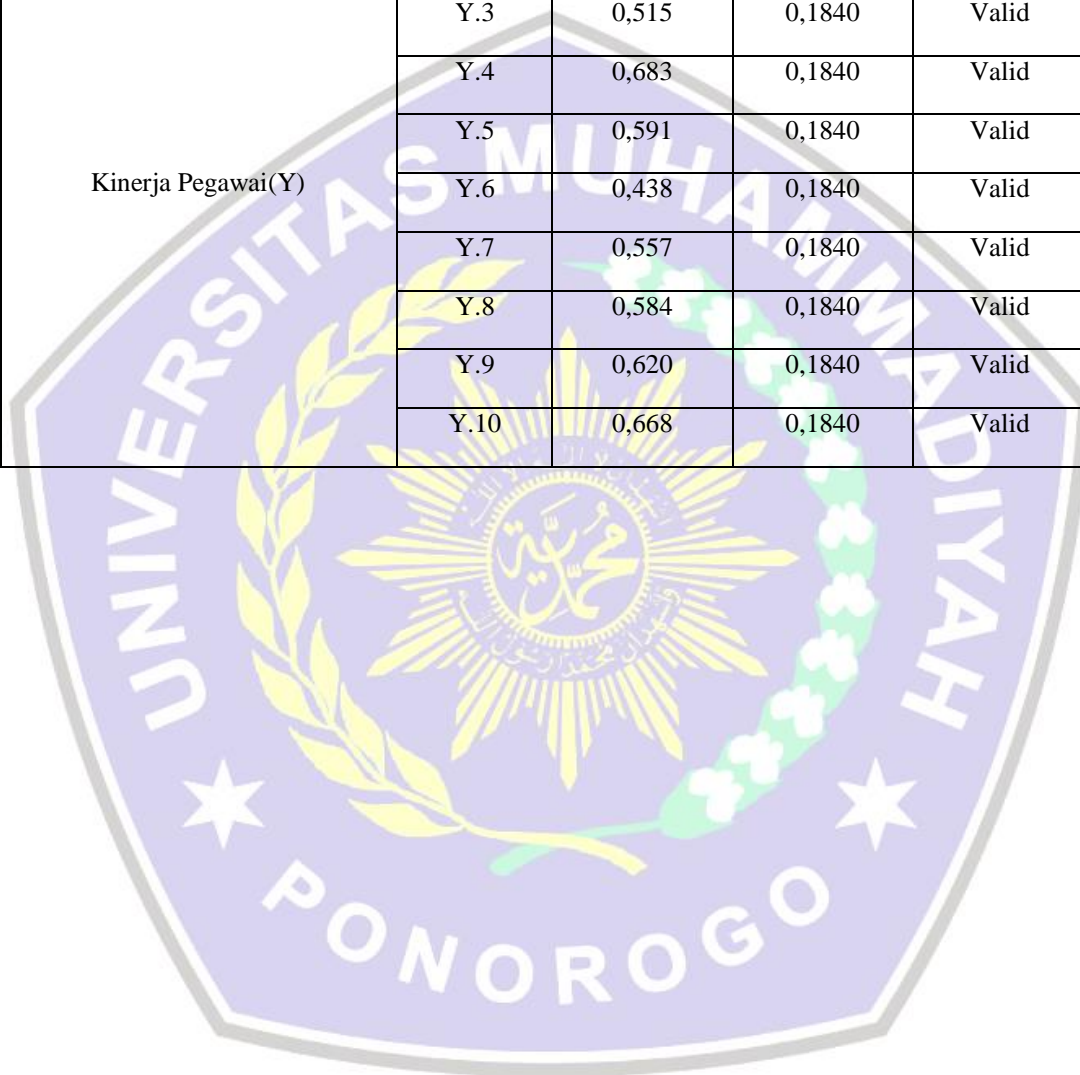 Y.3 0,515 0,1840 Valid
Y.4 0,683 0,1840 Valid
Y.5 0,591 0,1840 Valid
Kinerja Pegawai(Y)
Y.6 0,438 0,1840 Valid
Y.7 0,557 0,1840 Valid
Y.8 0,584 0,1840 Valid
Y.9 0,620 0,1840 Valid
Y.10 0,668 0,1840 Valid
UNIVERSITAS MUHAMMADIYAH
محمدية
PONOROGO